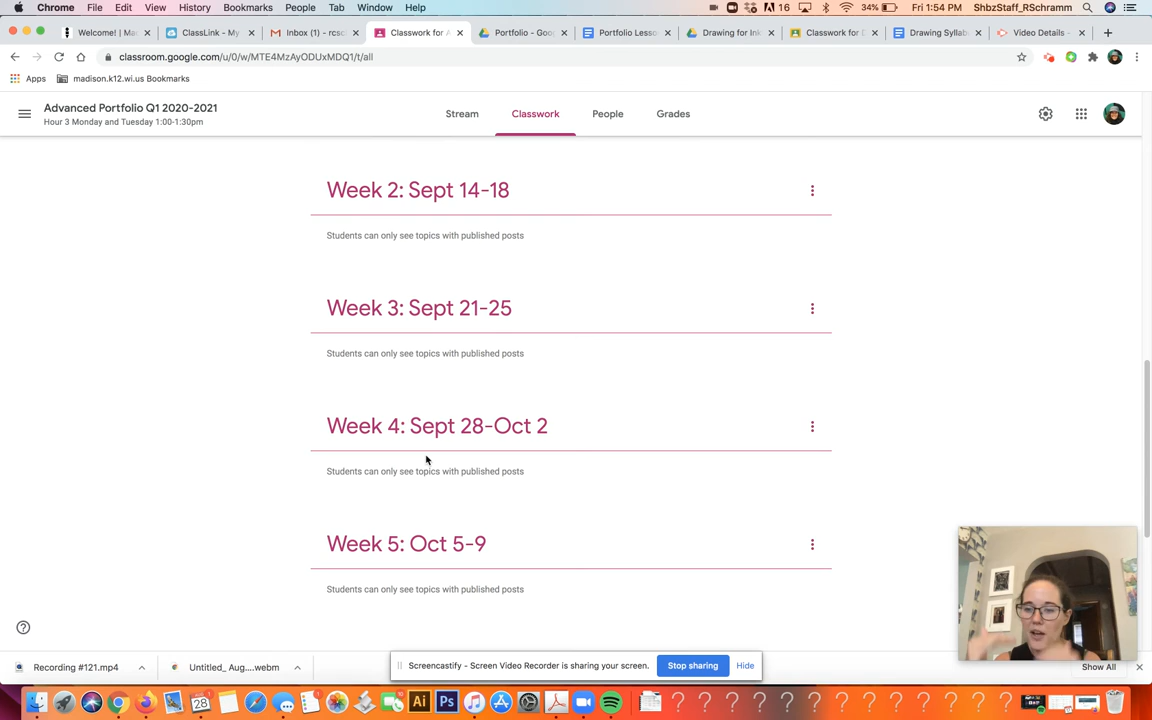 Chrome File Edit View History Bookmarks People Tab Window Help
16 34% Fri 1:54 PM ShbzStaff_RSchramm
Welcome! | Ma ClassLink - My Inbox (1) - rcsc Classwork for A Portfolio - Goo Portfolio Lesso Drawing for Ink Classwork for D Drawing Syllab Video Details -
classroom.google.com/u/0/w/MTE4MzAyODUxMDQ1/t/all
Apps madison.k12.wi.us Bookmarks
Advanced Portfolio Q1 2020-2021
Hour 3 Monday and Tuesday 1:00-1:30pm
Stream Classwork People Grades
Week 2: Sept 14-18
Students can only see topics with published posts
Week 3: Sept 21-25
Students can only see topics with published posts
Week 4: Sept 28-Oct 2
Students can only see topics with published posts
Week 5: Oct 5-9
Students can only see topics with published posts
Recording #121.mp4 Untitled_ Aug....webm
Screencastify - Screen Video Recorder is sharing your screen. Stop sharing Hide
Show All
28 Ai Ps